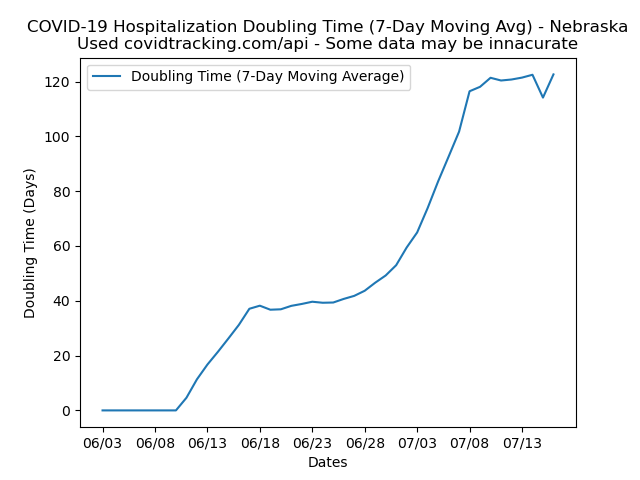 COVID-19 Hospitalization Doubling Time (7-Day Moving Avg) - Nebraska
Used covidtracking.com/api - Some data may be innacurate
Doubling Time (7-Day Moving Average)
120
100
80
60
40
20
0
Doubling Time (Days)
06/03 06/08 06/13 06/18 06/23 06/28 07/03 07/08 07/13
Dates